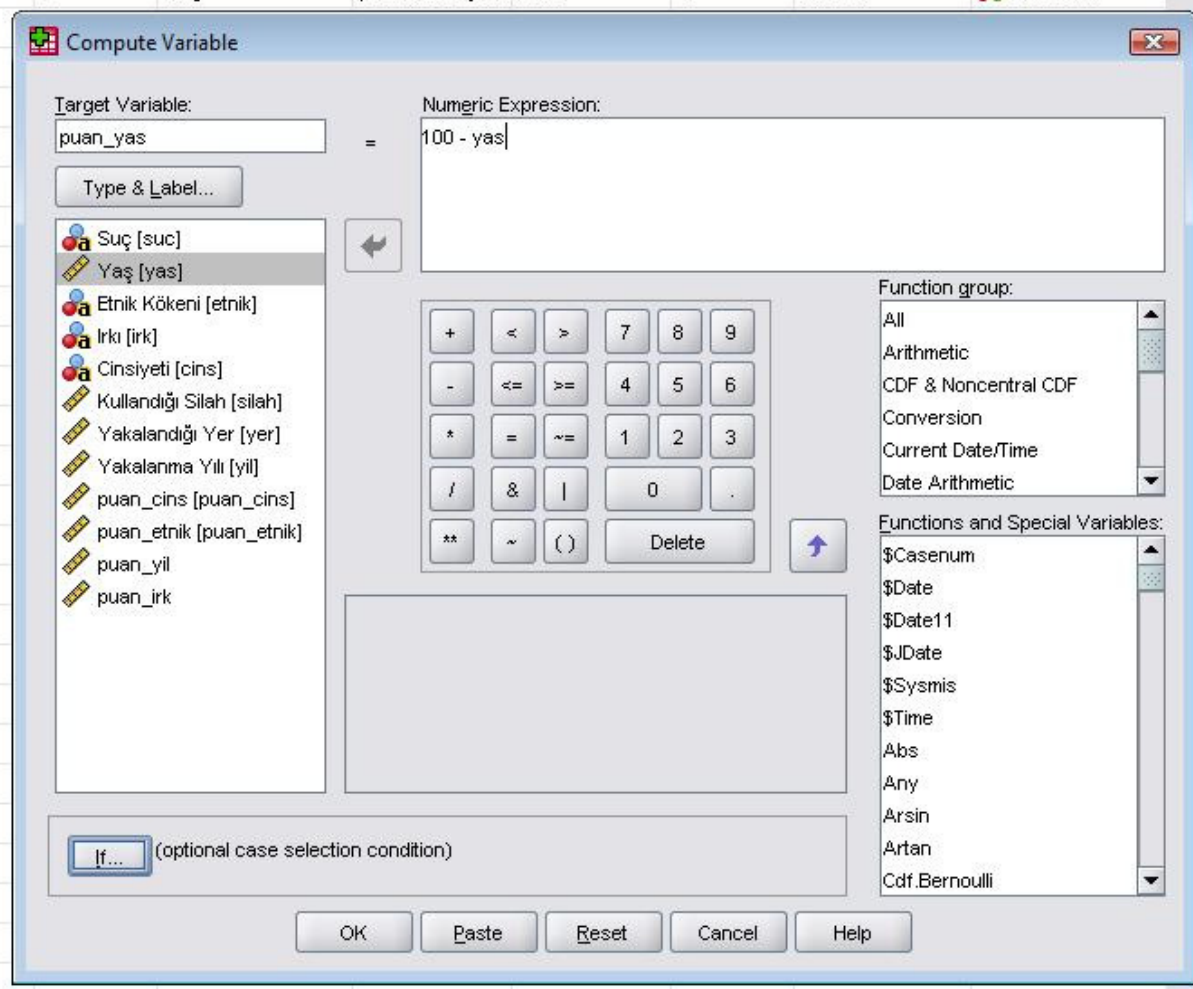 Compute Variable
Target Variable:
puan_yas
=
Numeric Expression:
100 - yas
Type & Label...
Suç [suc]
Yaş [yas]
Etnik Kökeni [etnik]
Irkı [irk]
Cinsiyeti [cins]
Kullandığı Silah [silah]
Yakalandığı Yer [yer]
Yakalanma Yılı [yil]
puan_cins [puan_cins]
puan_etnik [puan_etnik]
puan_yil
puan_irk
+ < > 7 8 9
- <= >= 4 5 6
* = ~= 1 2 3
/ & | 0 .
** ~ ( ) Delete
Function group:
All
Arithmetic
CDF & Noncentral CDF
Conversion
Current Date/Time
Date Arithmetic
Functions and Special Variables:
$Casenum
$Date
$Date11
$JDate
$Sysmis
$Time
Abs
Any
Arsin
Artan
Cdf.Bernoulli
If... (optional case selection condition)
OK Paste Reset Cancel Help